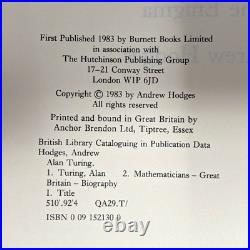 First Published 1983 by Burnett Books Limited
in association with
The Hutchinson Publishing Group
17–21 Conway Street
London W1P 6JD
Copyright © 1983 by Andrew Hodges
Printed and bound in Great Britain by
Anchor Brendon Ltd, Tiptree, Essex
British Library Cataloguing in Publication Data
Hodges, Andrew
Alan Turing.
1. Turing, Alan 2. Mathematicians – Great
Britain – Biography
1. Title
510'.92'4 QA29.T/
ISBN 0 09 152130 0